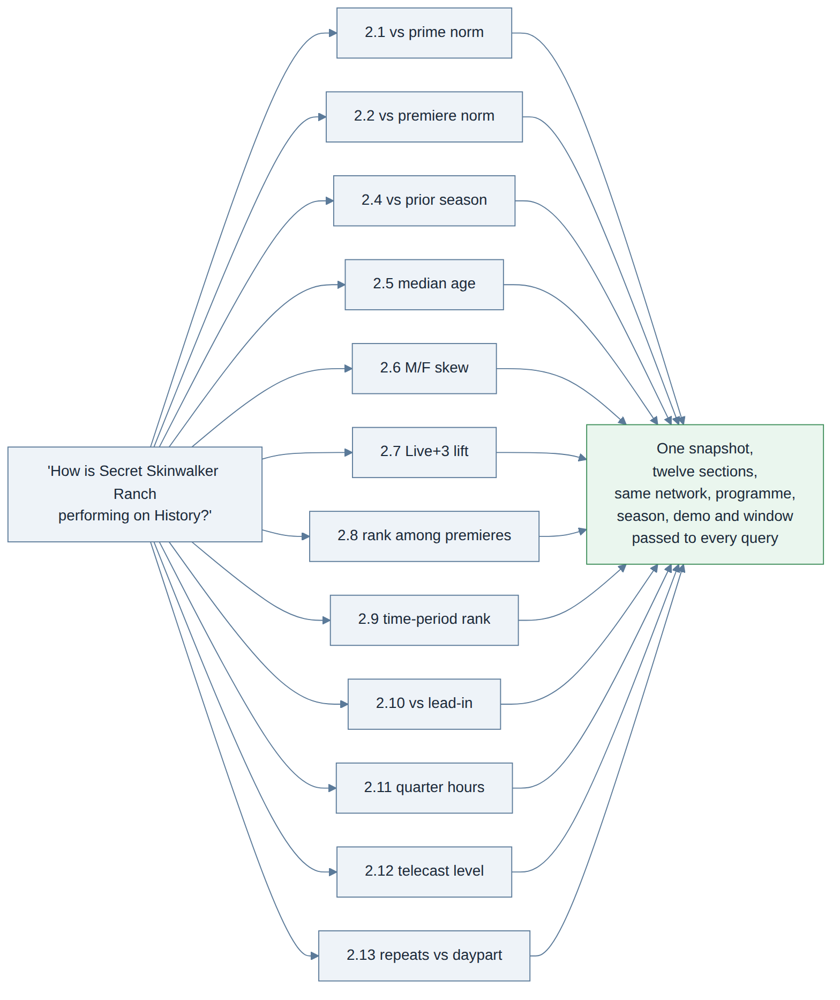 2.1 vs prime norm
2.2 vs premiere norm
2.4 vs prior season
2.5 median age
2.6 M/F skew
2.7 Live+3 lift
2.8 rank among premieres
2.9 time-period rank
2.10 vs lead-in
2.11 quarter hours
2.12 telecast level
2.13 repeats vs daypart
'How is Secret Skinwalker
Ranch
performing on History?'
One snapshot,
twelve sections,
same network, programme,
season, demo and window
passed to every query